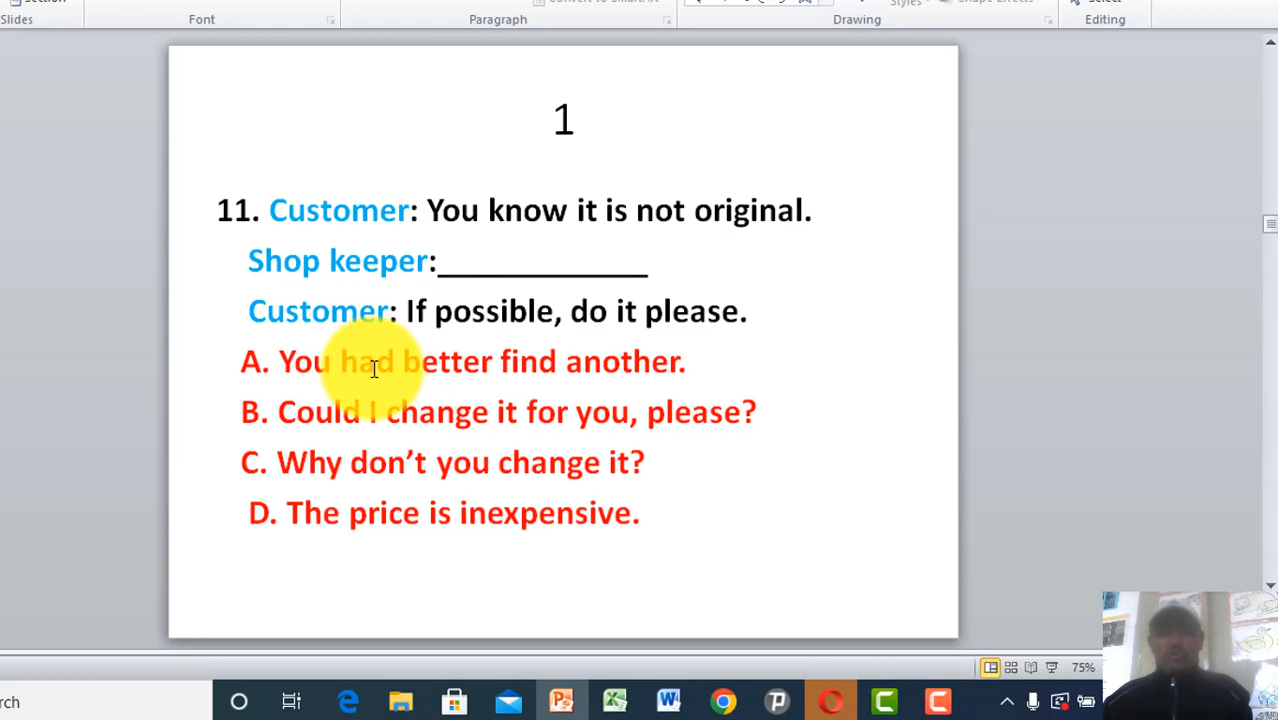 Slides
Font
Paragraph
Drawing
Editing
1
11. Customer: You know it is not original.
Shop keeper:_____________
Customer: If possible, do it please.
A. You had better find another.
B. Could I change it for you, please?
C. Why don't you change it?
D. The price is inexpensive.
75%
rch